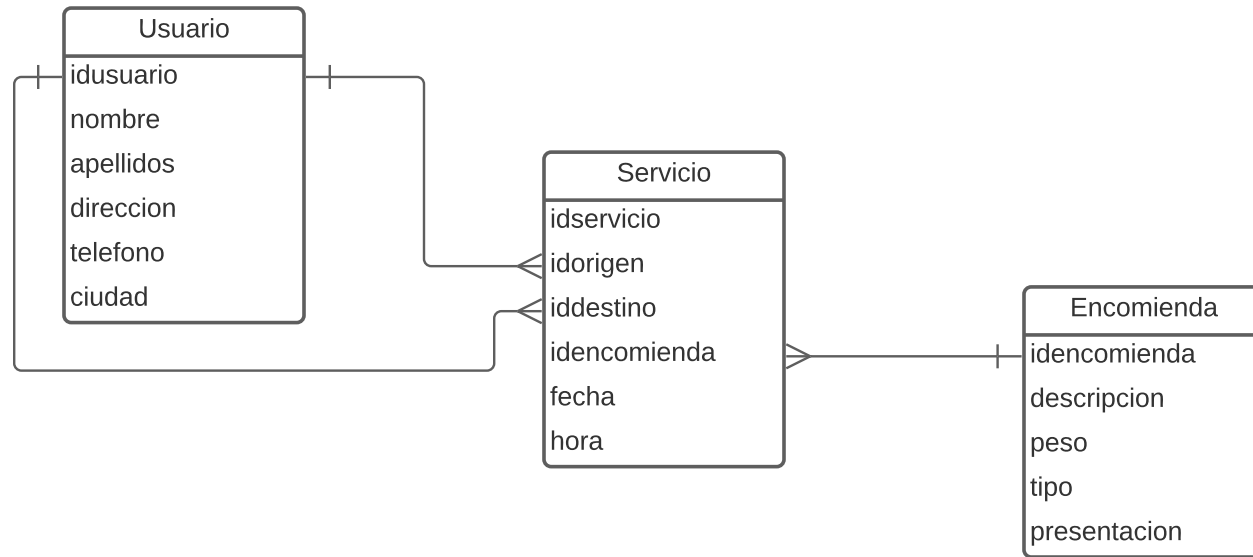 Usuario
idusuario
nombre
apellidos
direccion
telefono
ciudad
Servicio
idservicio
idorigen
iddestino
idencomienda
fecha
hora
Encomienda
idencomienda
descripcion
peso
tipo
presentacion